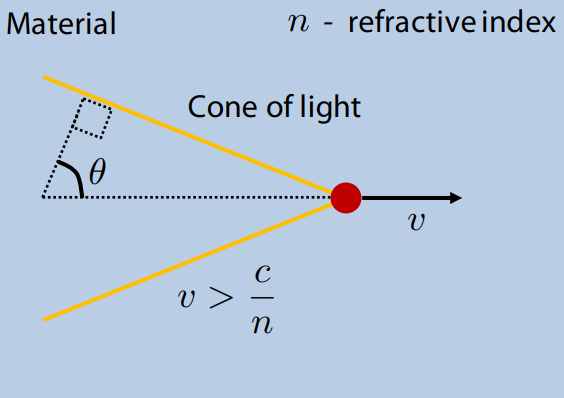 Material
n - refractive index
Cone of light
θ
v
v > c/n